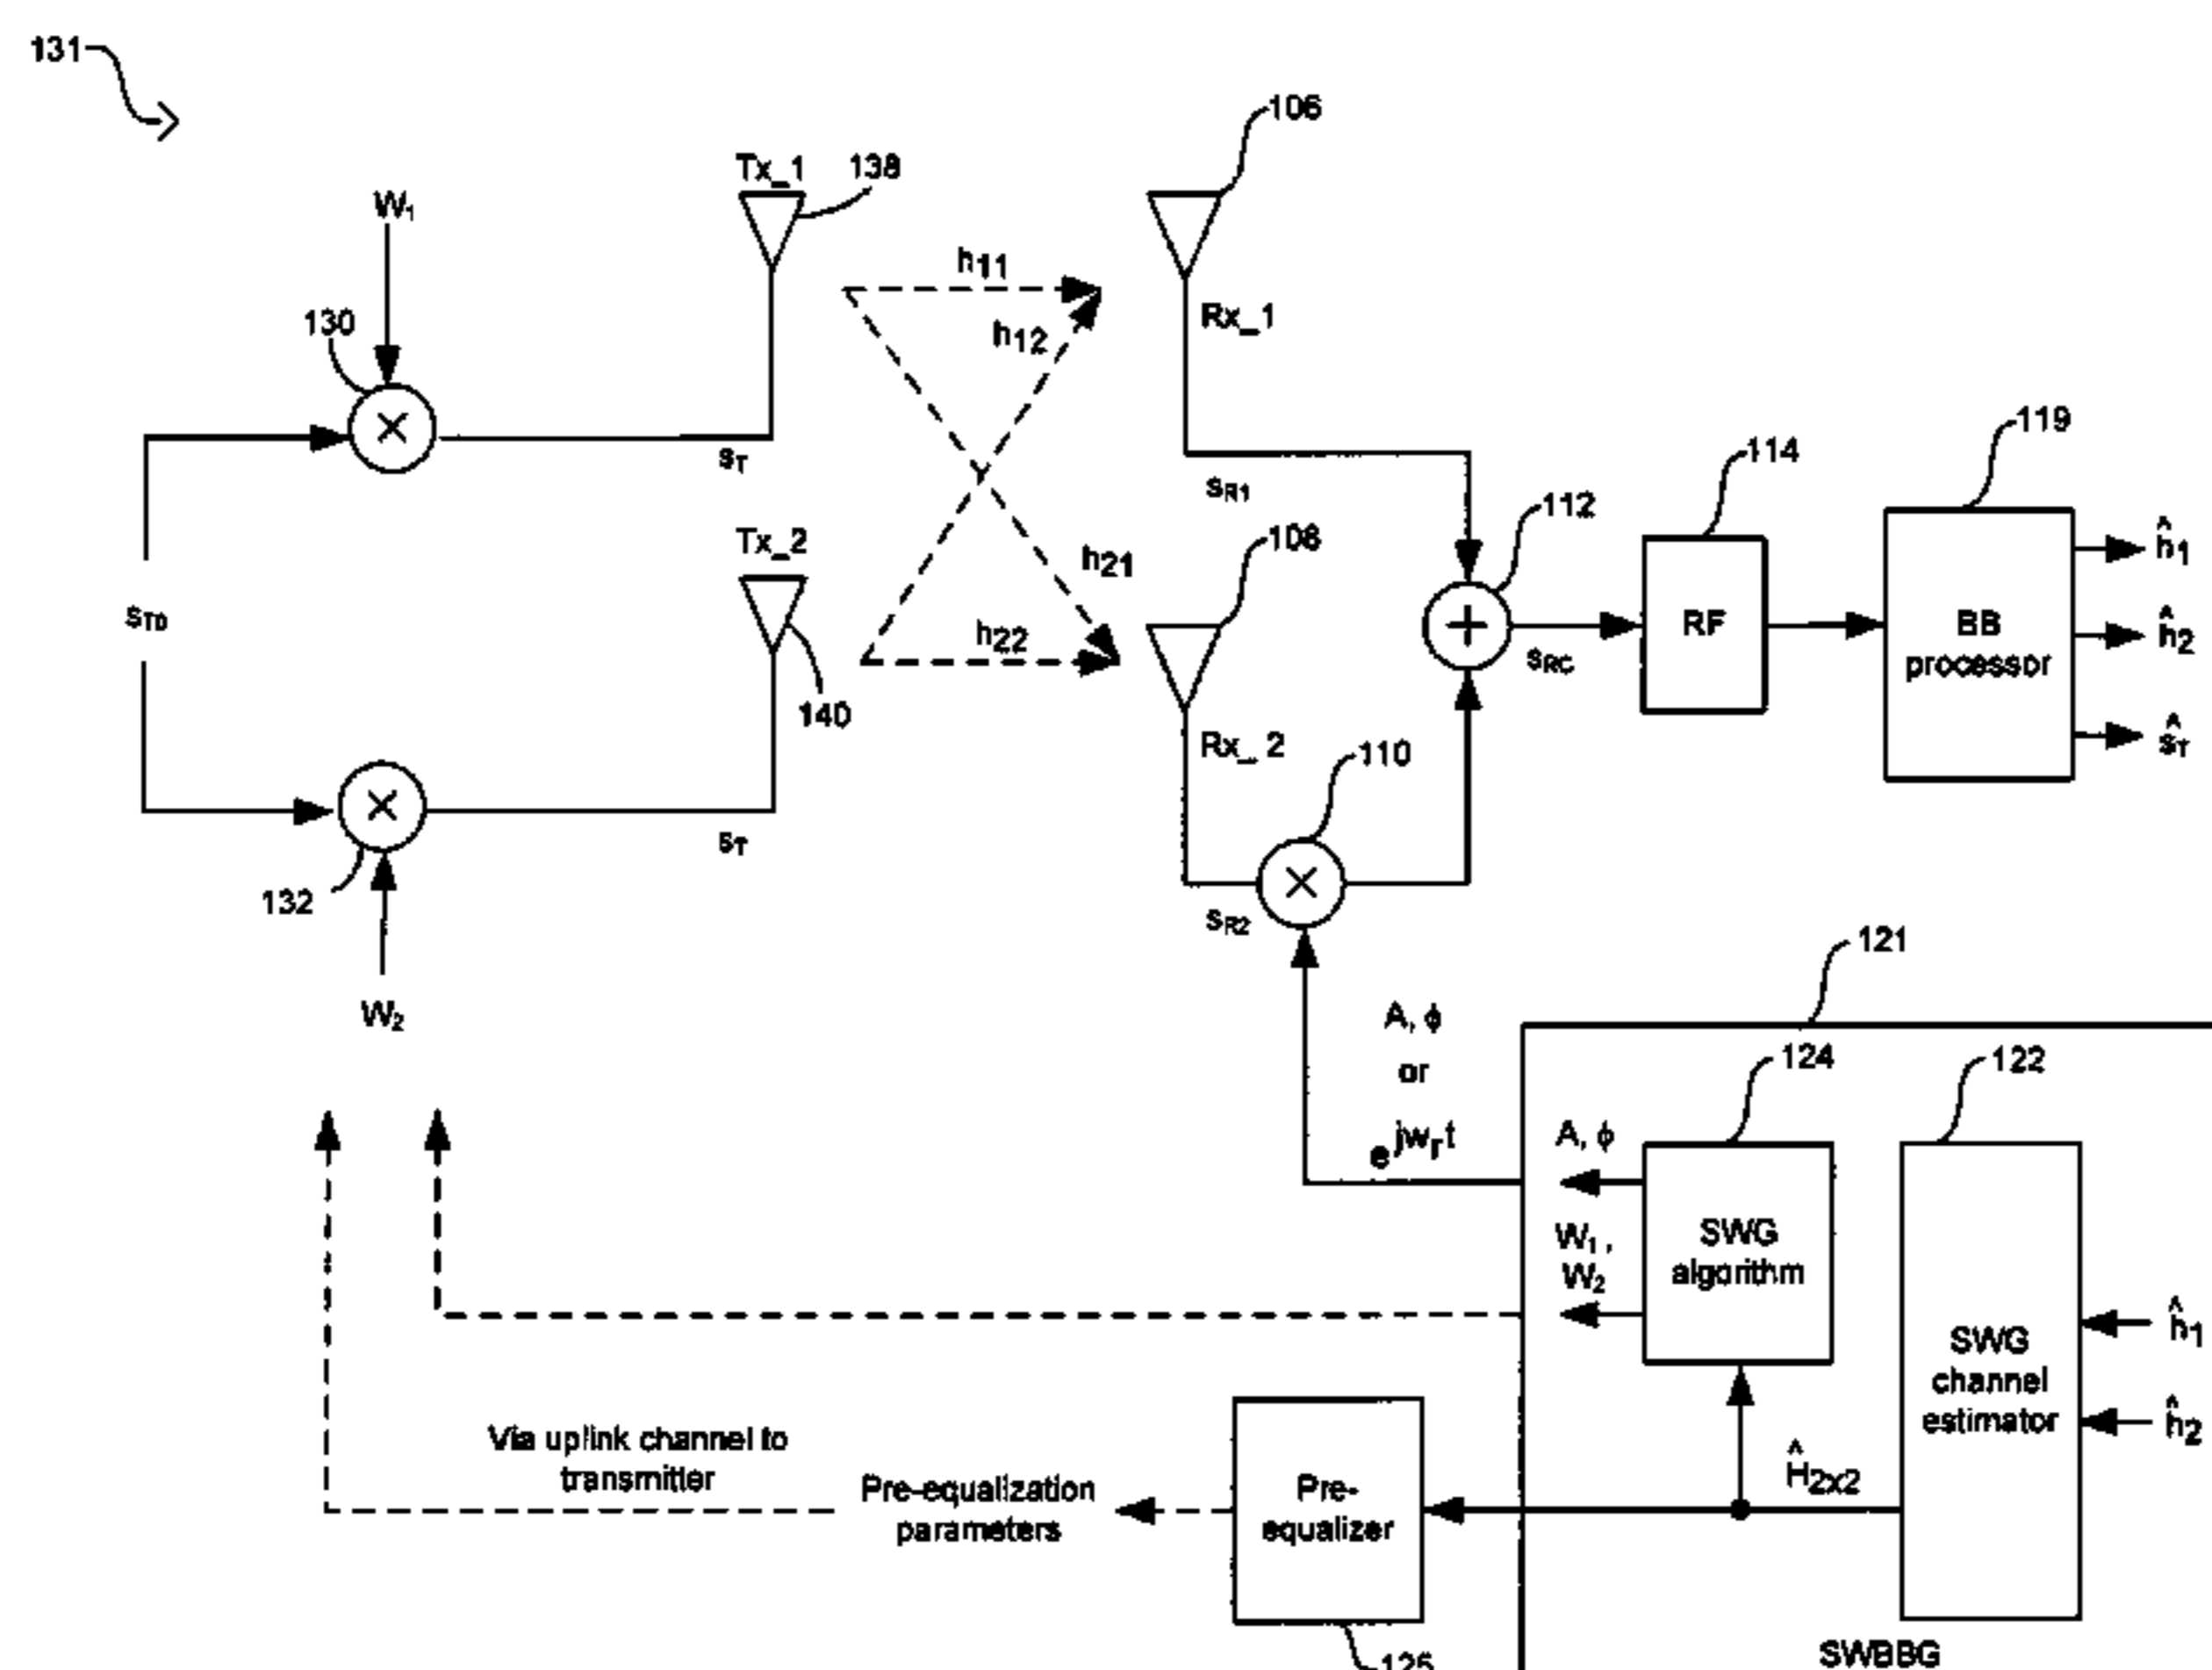 131
W₁
130
Tx_1
138
106
h11
h12
Rx_1
sT
sR1
sT0
Tx_2
140
h21
h22
108
112
114
119
+
sRC
RF
BB
processor
ĥ1
ĥ2
ŝT
Rx_ 2
110
132
sT
sR2
W₂
A, ϕ
or
e jwrt
121
124
122
A, ϕ
W₁ ,
W₂
SWG
algorithm
SWG
channel
estimator
ĥ1
ĥ2
Ĥ2x2
Via uplink channel to
transmitter
Pre-equalization
parameters
Pre-
equalizer
SWBBG